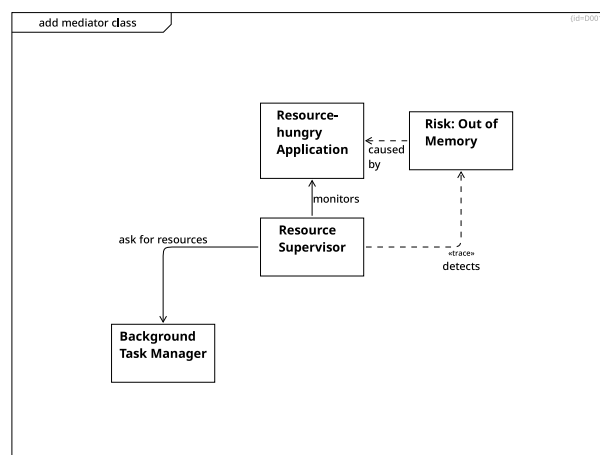 add mediator class
(id=D001
Resource-
hungry
Application
Risk: Out of
Memory
caused
by
monitors
Resource
Supervisor
ask for resources
«trace»
detects
Background
Task Manager